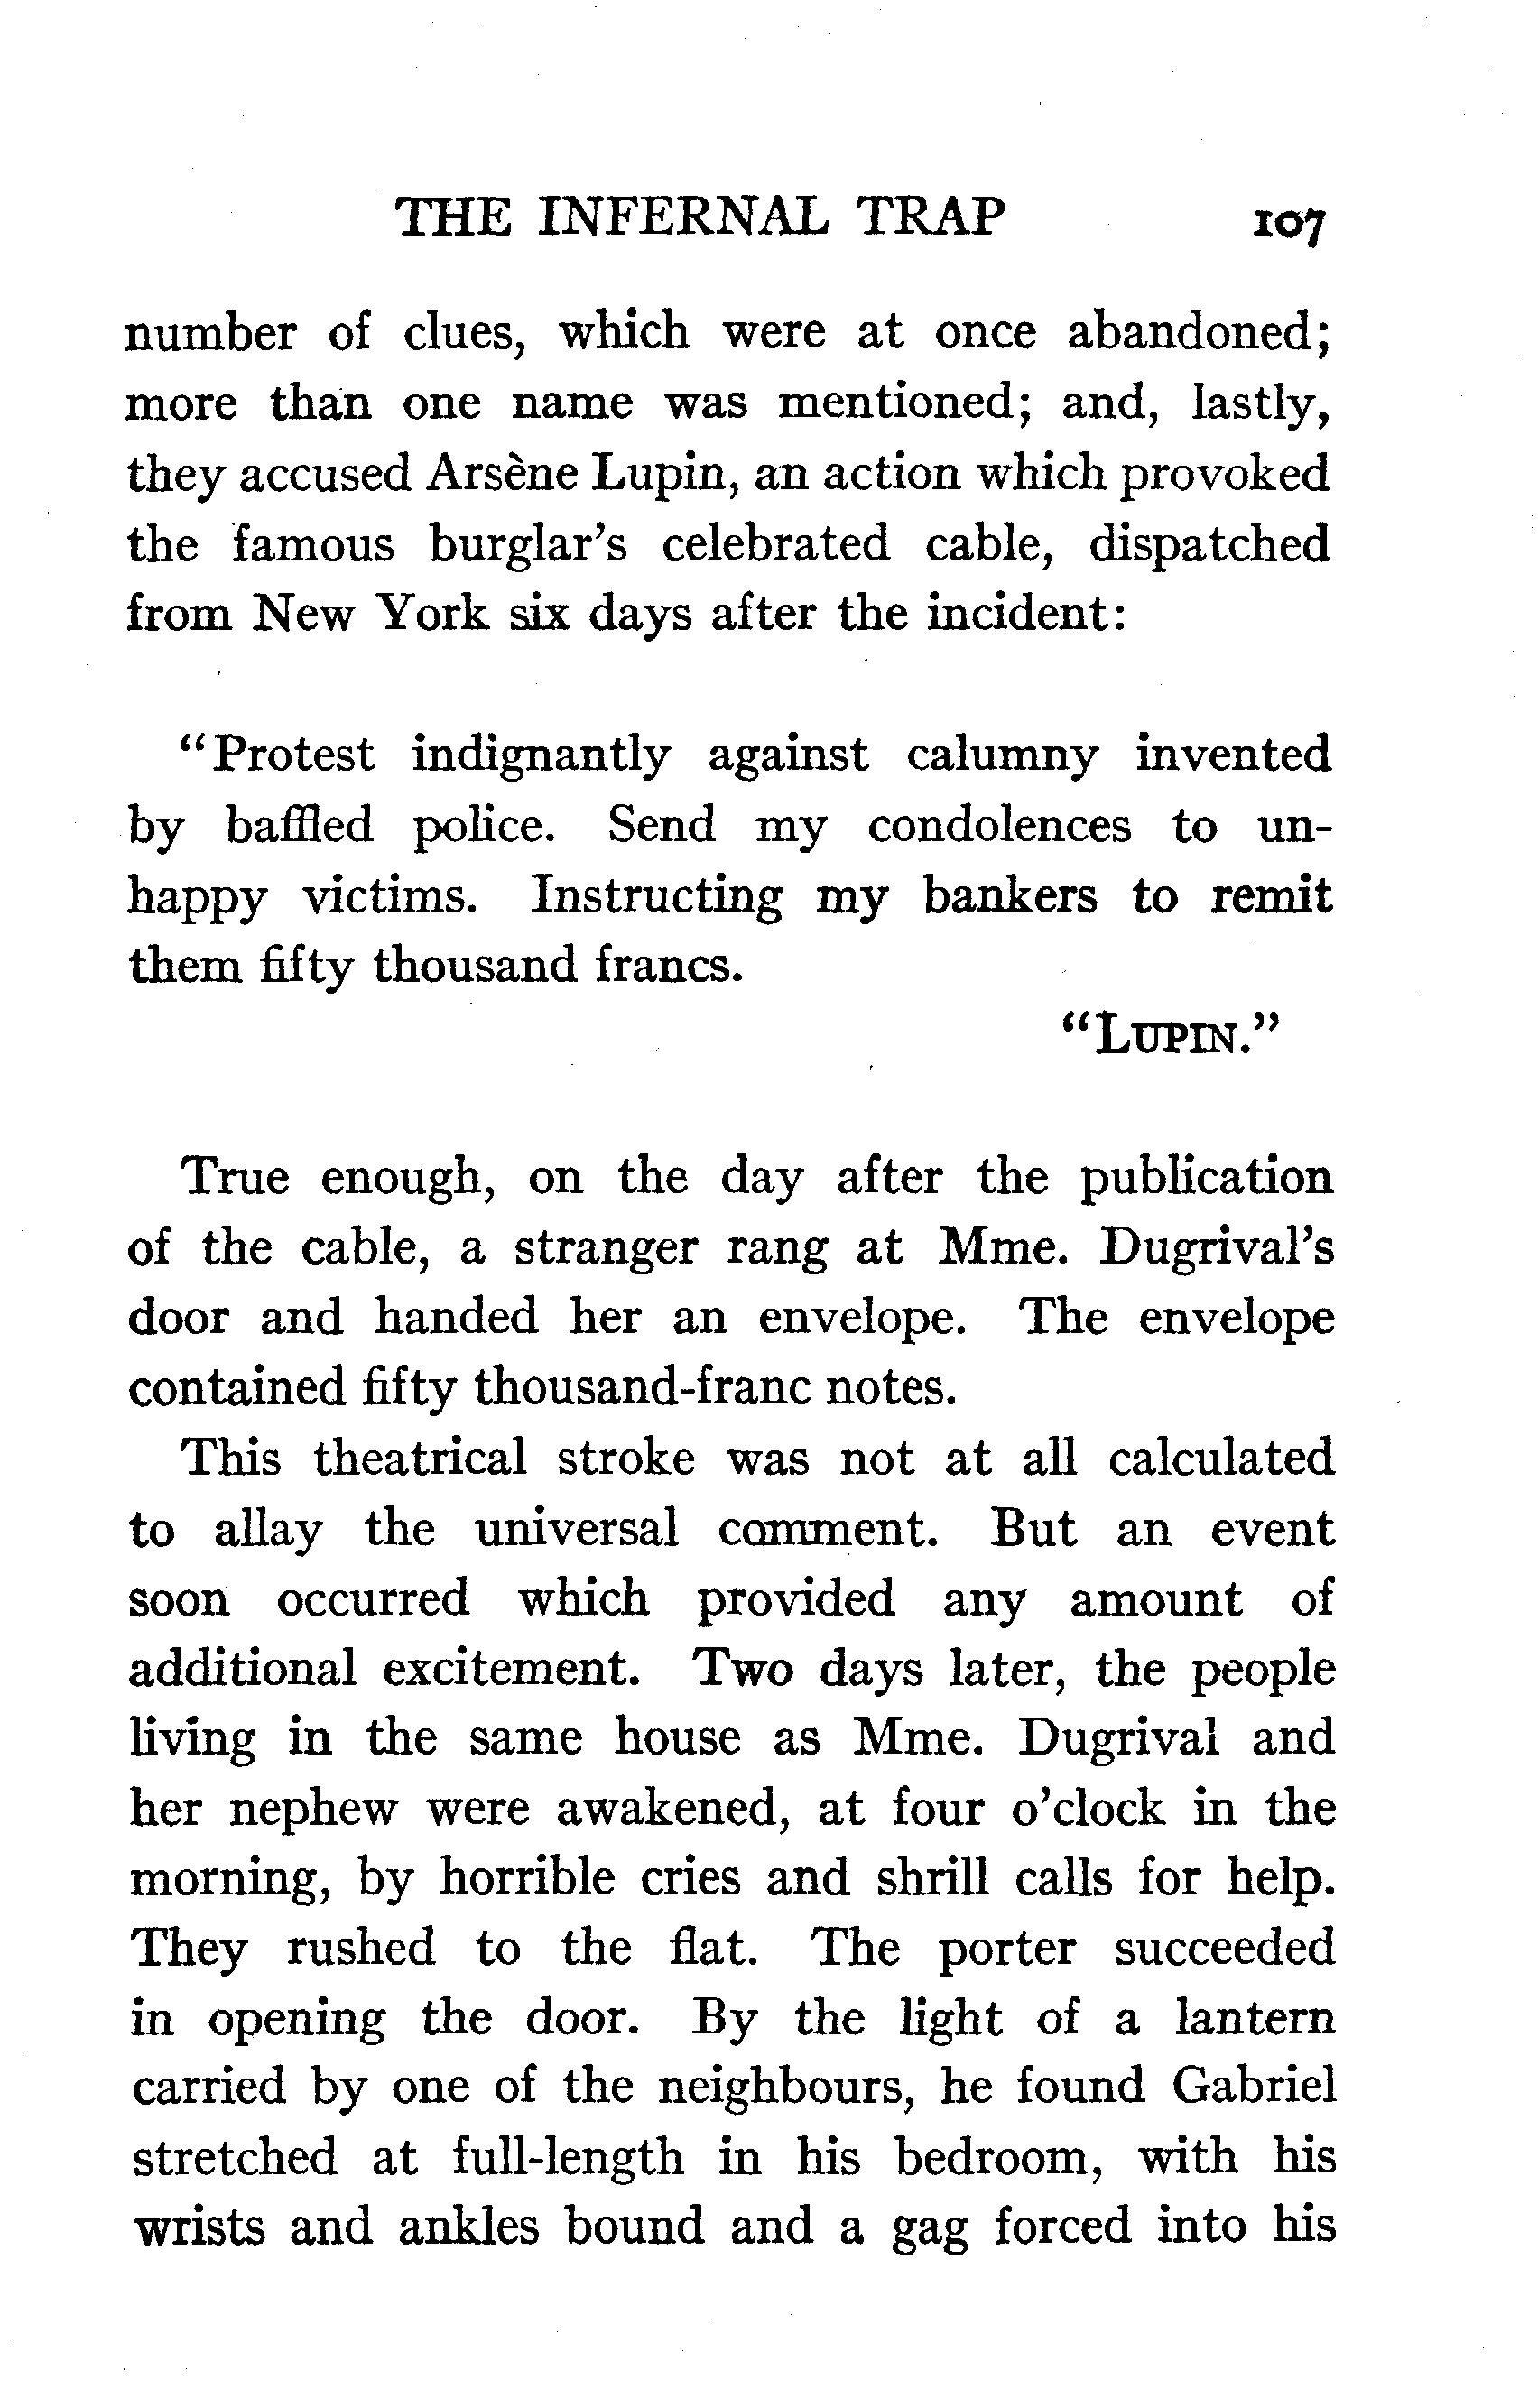 THE INFERNAL TRAP 107
number of clues, which were at once abandoned;
more than one name was mentioned; and, lastly,
they accused Arsène Lupin, an action which provoked
the famous burglar's celebrated cable, dispatched
from New York six days after the incident:
"Protest indignantly against calumny invented
by baffled police. Send my condolences to un-
happy victims. Instructing my bankers to remit
them fifty thousand francs.
"LUPIN."
True enough, on the day after the publication
of the cable, a stranger rang at Mme. Dugrival's
door and handed her an envelope. The envelope
contained fifty thousand-franc notes.
This theatrical stroke was not at all calculated
to allay the universal comment. But an event
soon occurred which provided any amount of
additional excitement. Two days later, the people
living in the same house as Mme. Dugrival and
her nephew were awakened, at four o'clock in the
morning, by horrible cries and shrill calls for help.
They rushed to the flat. The porter succeeded
in opening the door. By the light of a lantern
carried by one of the neighbours, he found Gabriel
stretched at full-length in his bedroom, with his
wrists and ankles bound and a gag forced into his